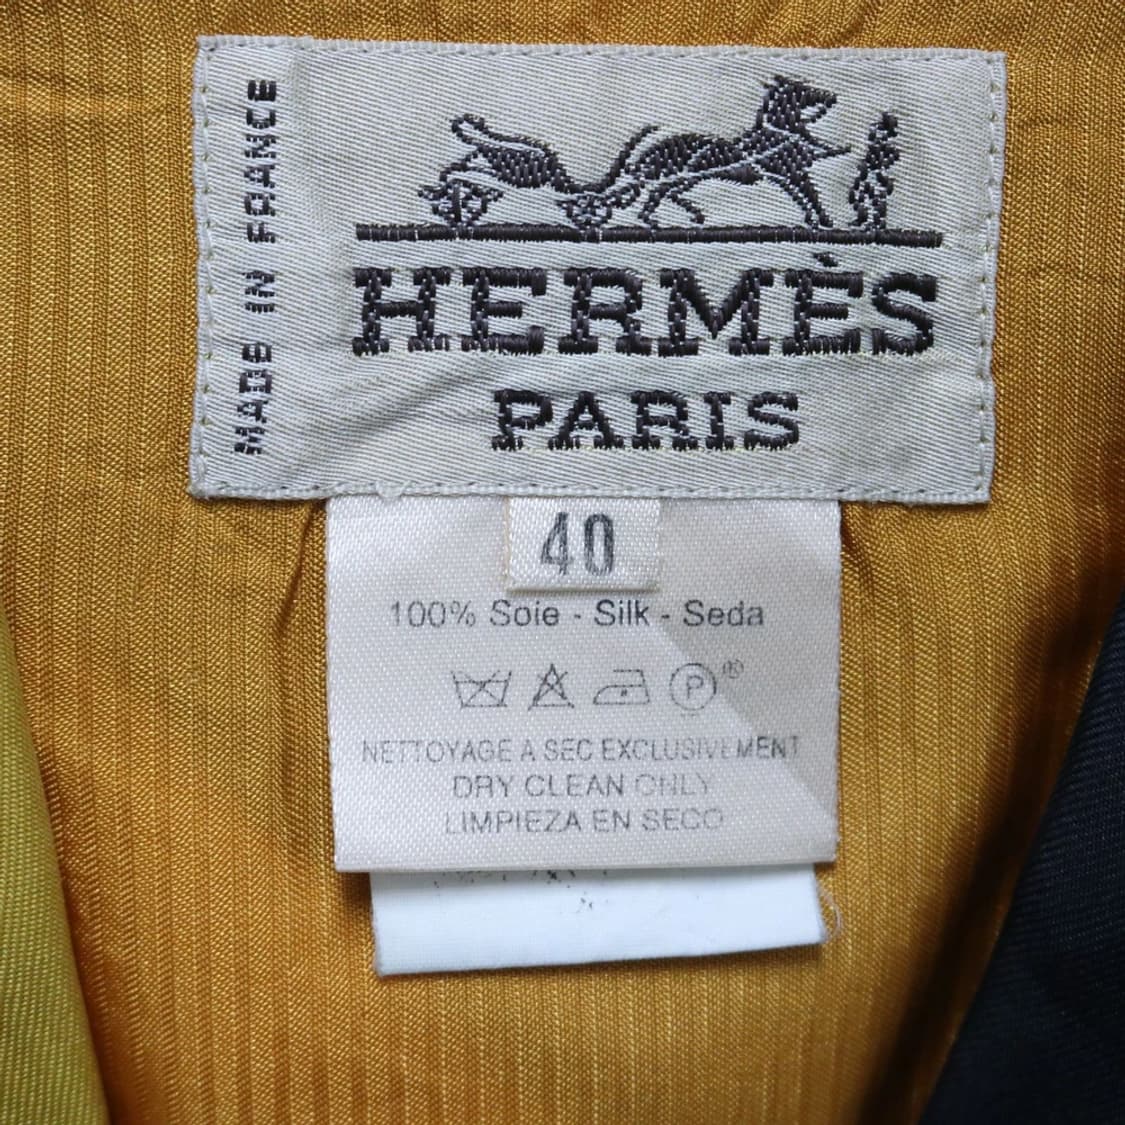 MADE IN FRANCE
HERMÈS
PARIS
40
100% Soie - Silk - Seda
P ®
NETTOYAGE A SEC EXCLUSIVEMENT
DRY CLEAN ONLY
LIMPIEZA EN SECO